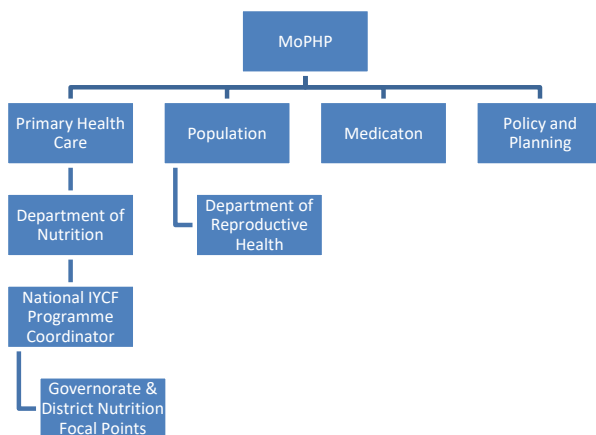 MoPHP
Primary Health
Care
Population
Medicaton
Policy and
Planning
Department of
Nutrition
Department of
Reproductive
Health
National IYCF
Programme
Coordinator
Governorate &
District Nutrition
Focal Points